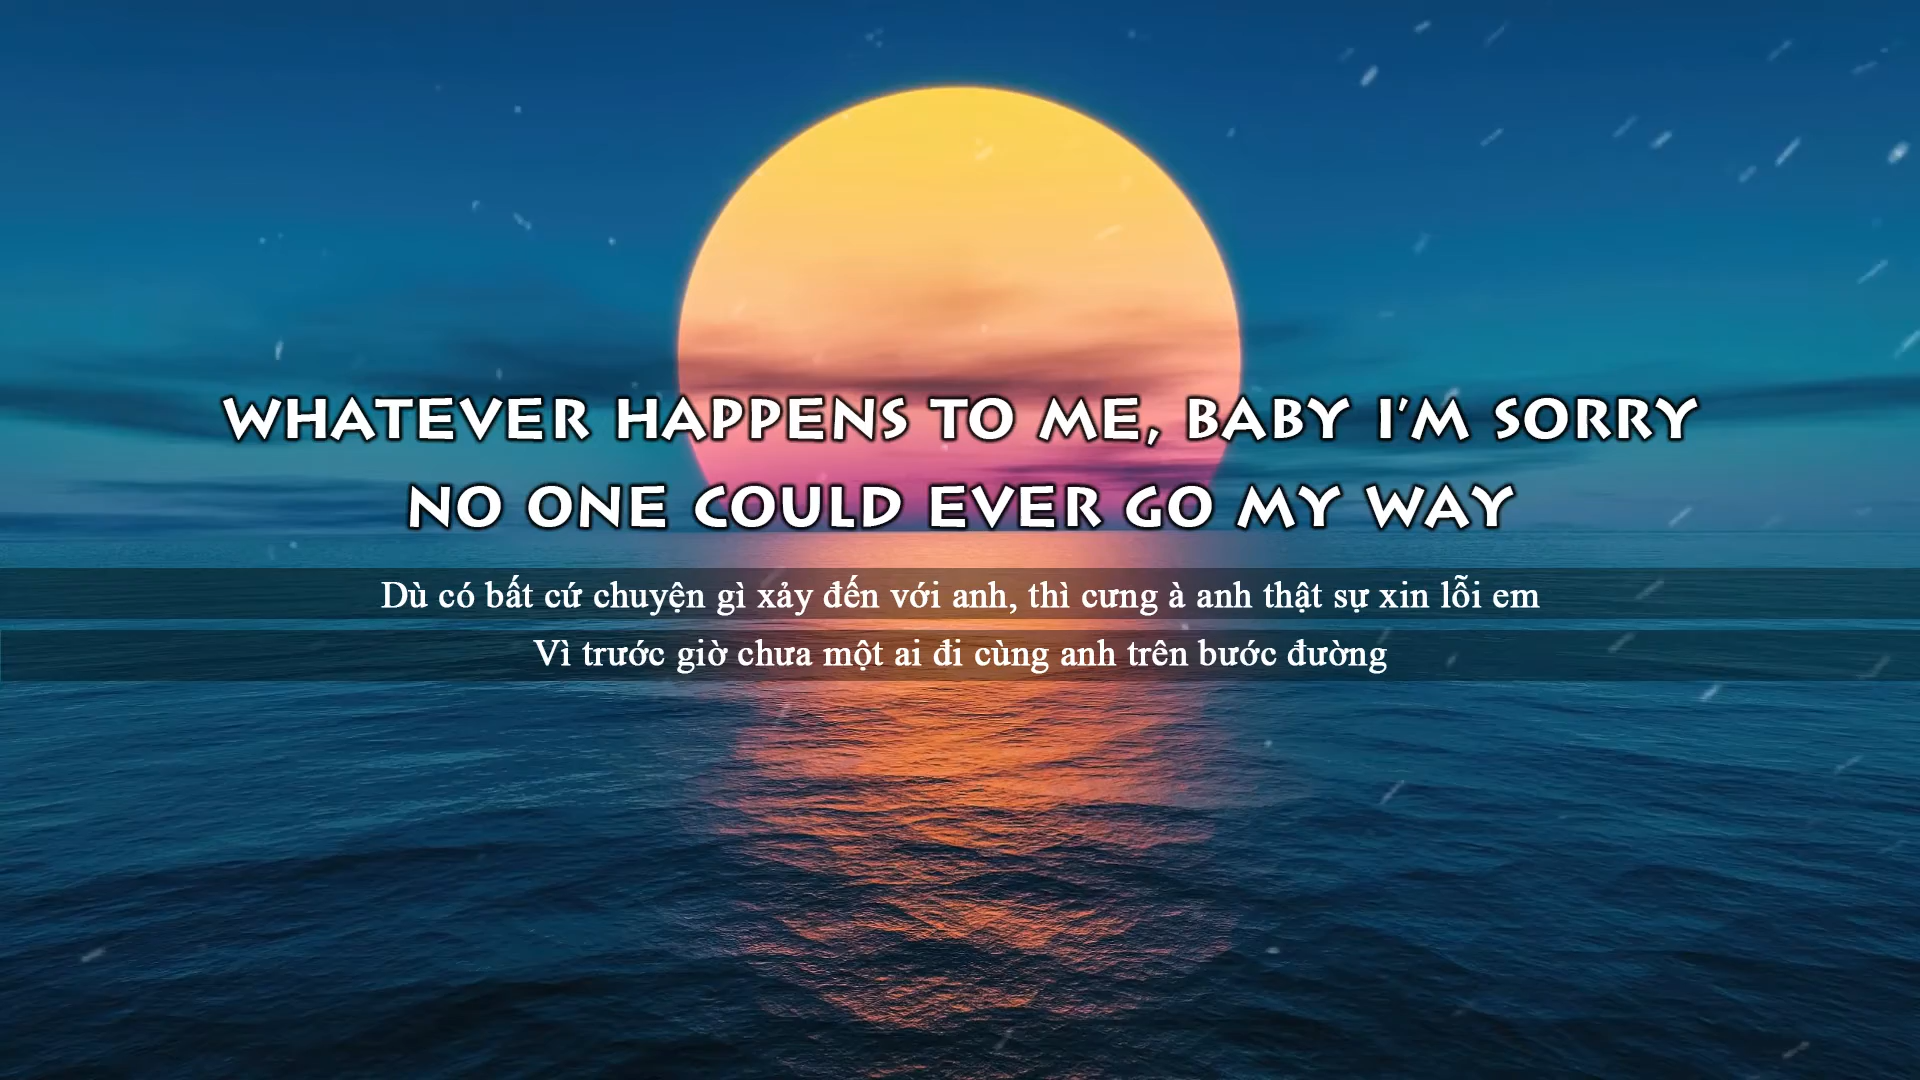 WHATEVER HAPPENS TO ME, BABY I'M SORRY
NO ONE COULD EVER GO MY WAY
Dù có bất cứ chuyện gì xảy đến với anh, thì cưng à anh thật sự xin lỗi em
Vì trước giờ chưa một ai đi cùng anh trên bước đường